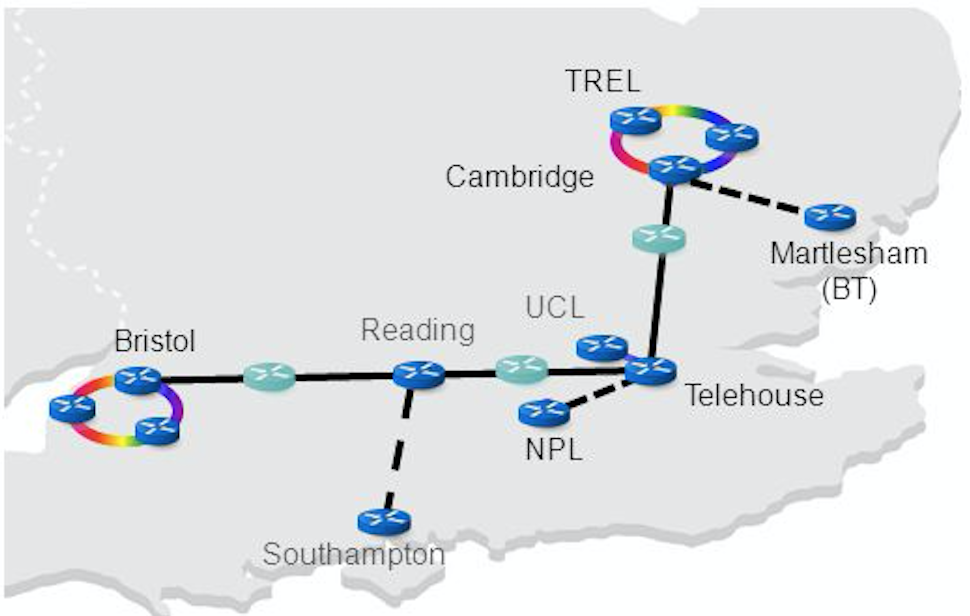 TREL
Cambridge
Martlesham
(BT)
UCL
Reading
Bristol
Telehouse
NPL
Southampton